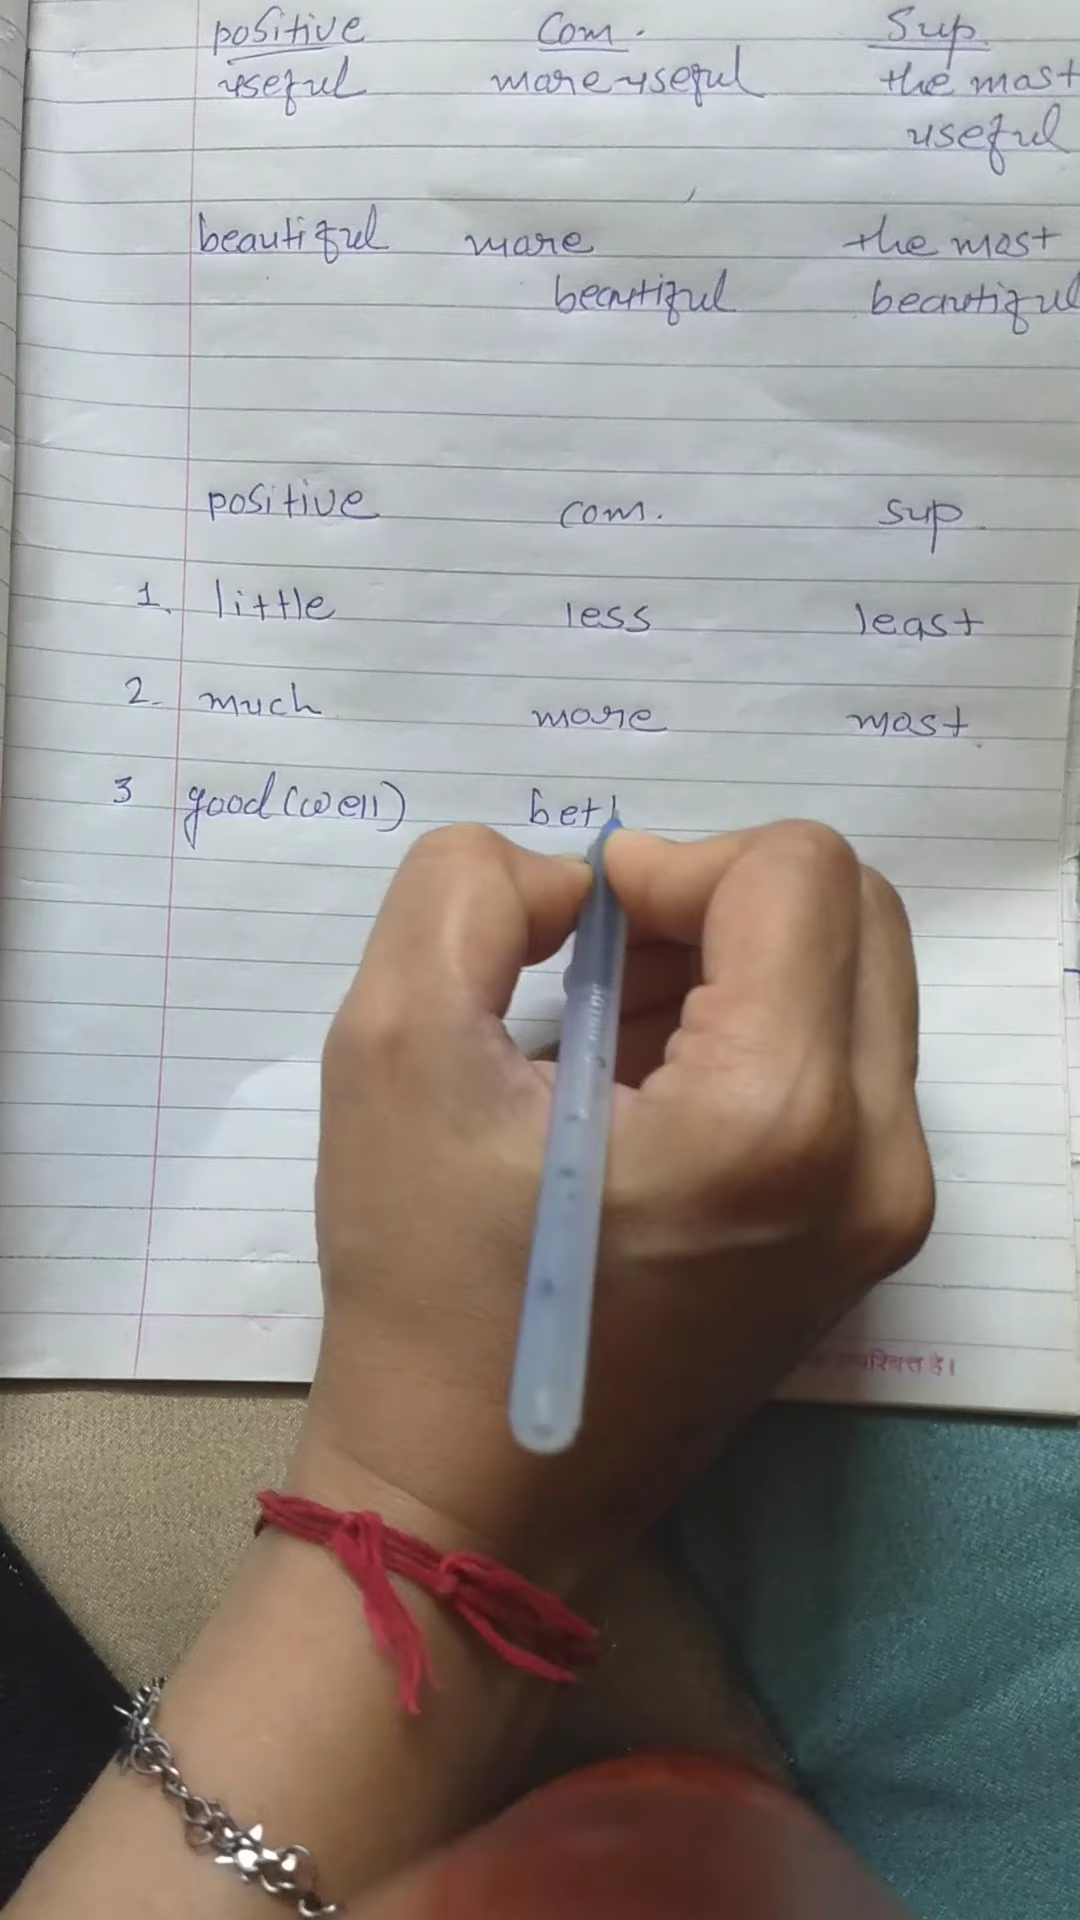 positive Com. Sup.
useful more useful the most
useful
beautiful more the most
beautiful beautiful
positive com. sup.
1. little less least
2. much more most
3 good(well) bet
है।